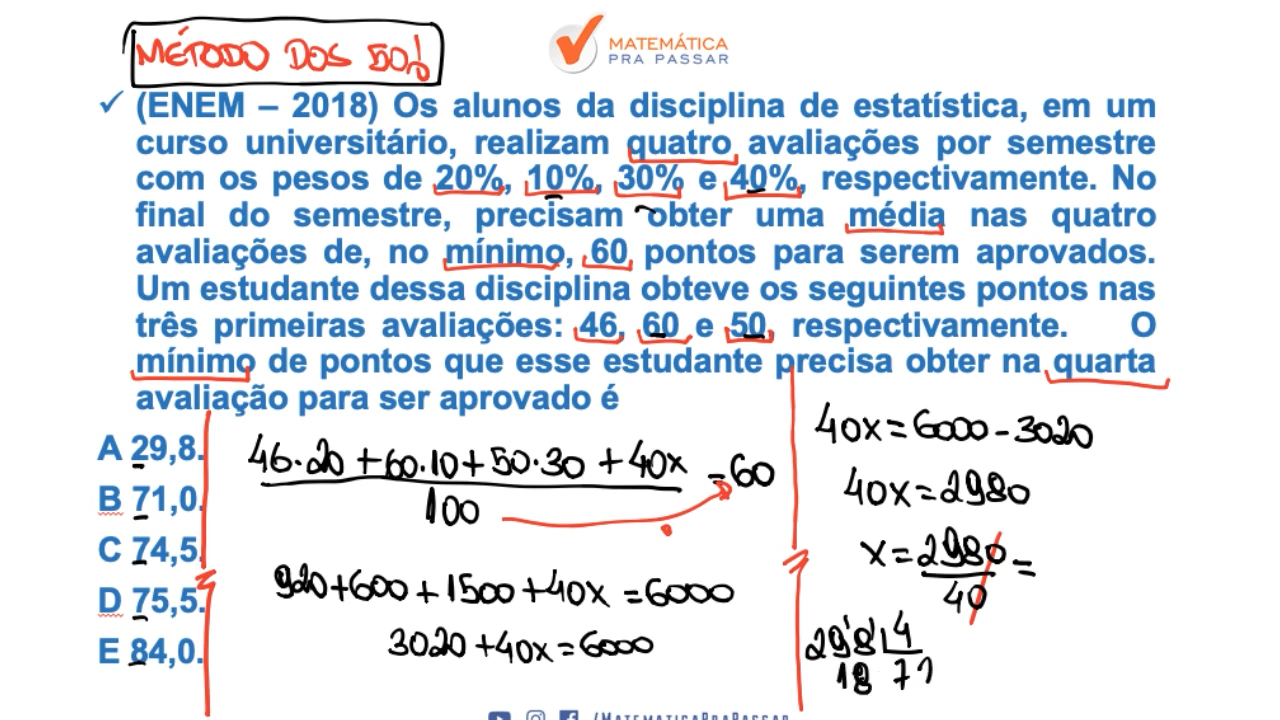 MÉTODO DOS 50!
MATEMÁTICA
PRA PASSAR
✓ (ENEM – 2018) Os alunos da disciplina de estatística, em um
curso universitário, realizam quatro avaliações por semestre
com os pesos de 20%, 10%, 30% e 40%, respectivamente. No
final do semestre, precisam obter uma média nas quatro
avaliações de, no mínimo, 60 pontos para serem aprovados.
Um estudante dessa disciplina obteve os seguintes pontos nas
três primeiras avaliações: 46, 60 e 50, respectivamente. O
mínimo de pontos que esse estudante precisa obter na quarta
avaliação para ser aprovado é
A 29,8.
B 71,0.
C 74,5.
D 75,5.
E 84,0.
46·20+60·10+50·30+40x =60
100
920+600+1500+40x=6000
3020+40x=6000
40x=6000-3020
40x=2980
x=2980=
40
298 4
18 7
/MATEMATICAPRAPASSAR